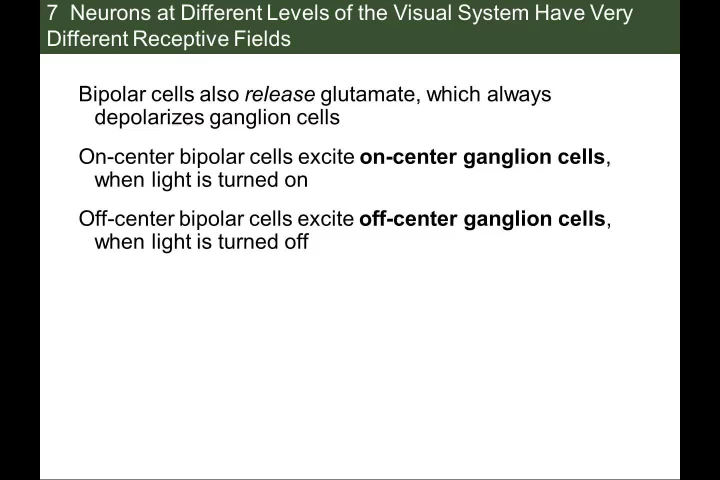 7 Neurons at Different Levels of the Visual System Have Very
Different Receptive Fields
Bipolar cells also release glutamate, which always
depolarizes ganglion cells
On-center bipolar cells excite on-center ganglion cells,
when light is turned on
Off-center bipolar cells excite off-center ganglion cells,
when light is turned off